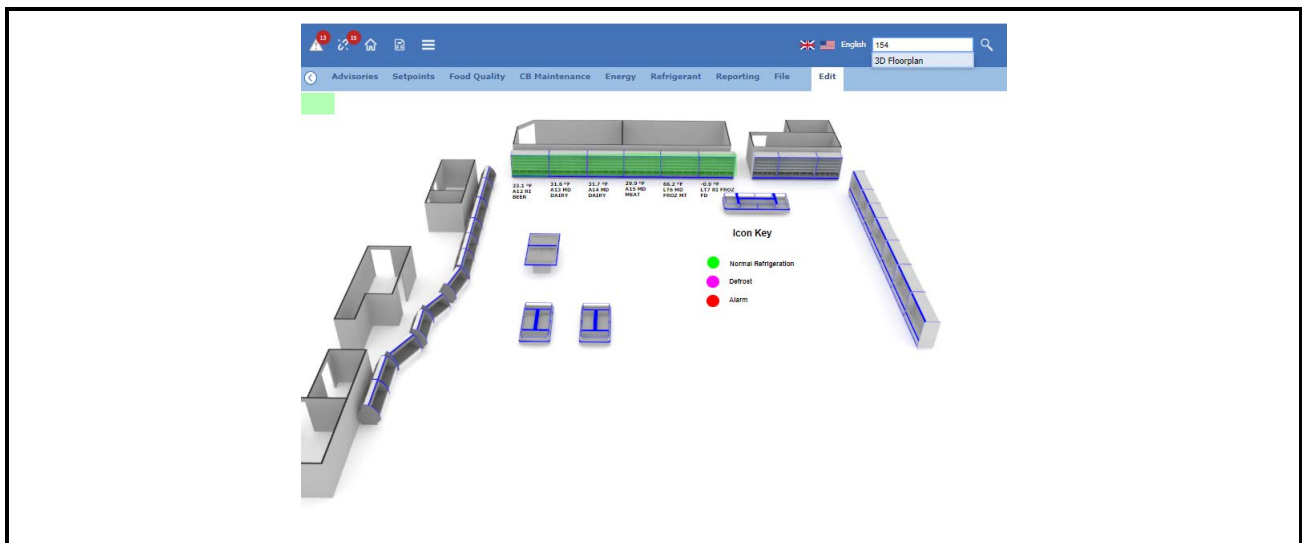 13
15
English
154
3D Floorplan
Advisories
Setpoints
Food Quality
CB Maintenance
Energy
Refrigerant
Reporting
File
Edit
33.1 °F
A12 RI
BEER
31.6 °F
A13 MD
DAIRY
31.7 °F
A14 MD
DAIRY
29.9 °F
A15 MD
MEAT
66.2 °F
LT6 MD
FROZ MT
-0.9 °F
LT7 RI FROZ
FD
Icon Key
Normal Refrigeration
Defrost
Alarm